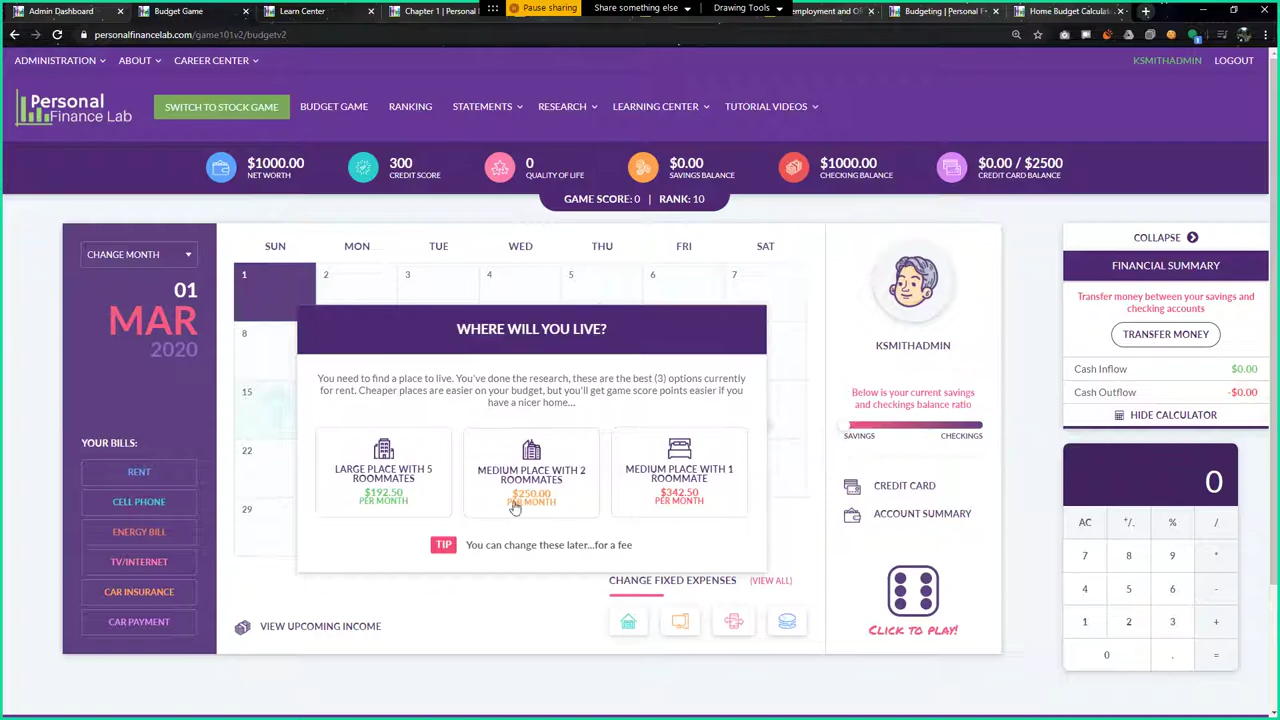 Admin Dashboard
Budget Game
Learn Center
Chapter 1 | Personal
Pause sharing
Share something else
Drawing Tools
employment and O
Budgeting | Personal F
Home Budget Calculat
personalfinancelab.com/game101v2/budgetv2
ADMINISTRATION
ABOUT
CAREER CENTER
KSMITHADMIN
LOGOUT
Personal
Finance Lab
SWITCH TO STOCK GAME
BUDGET GAME
RANKING
STATEMENTS
RESEARCH
LEARNING CENTER
TUTORIAL VIDEOS
$1000.00
NET WORTH
300
CREDIT SCORE
0
QUALITY OF LIFE
$0.00
SAVINGS BALANCE
$1000.00
CHECKING BALANCE
$0.00 / $2500
CREDIT CARD BALANCE
GAME SCORE: 0 | RANK: 10
CHANGE MONTH
01
MAR
2020
YOUR BILLS:
RENT
CELL PHONE
ENERGY BILL
TV/INTERNET
CAR INSURANCE
CAR PAYMENT
SUN MON TUE WED THU FRI SAT
1 2 3 4 5 6 7
8
15
22
29
WHERE WILL YOU LIVE?
You need to find a place to live. You've done the research, these are the best (3) options currently
for rent. Cheaper places are easier on your budget, but you'll get game score points easier if you
have a nicer home...
LARGE PLACE WITH 5
ROOMMATES
$192.50
PER MONTH
MEDIUM PLACE WITH 2
ROOMMATES
$250.00
PER MONTH
MEDIUM PLACE WITH 1
ROOMMATE
$342.50
PER MONTH
TIP You can change these later...for a fee
CHANGE FIXED EXPENSES (VIEW ALL)
VIEW UPCOMING INCOME
KSMITHADMIN
Below is your current savings
and checkings balance ratio
SAVINGS CHECKINGS
CREDIT CARD
ACCOUNT SUMMARY
CLICK TO PLAY!
COLLAPSE
FINANCIAL SUMMARY
Transfer money between your savings and
checking accounts
TRANSFER MONEY
Cash Inflow $0.00
Cash Outflow -$0.00
HIDE CALCULATOR
0
AC +/- % /
7 8 9 *
4 5 6 -
1 2 3 +
0 . =